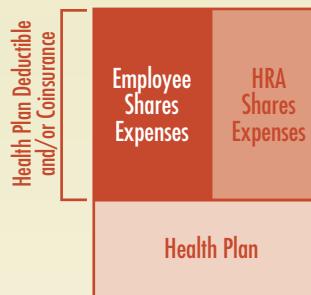 Health Plan Deductible
and/or Coinsurance
Employee
Shares
Expenses
HRA
Shares
Expenses
Health Plan